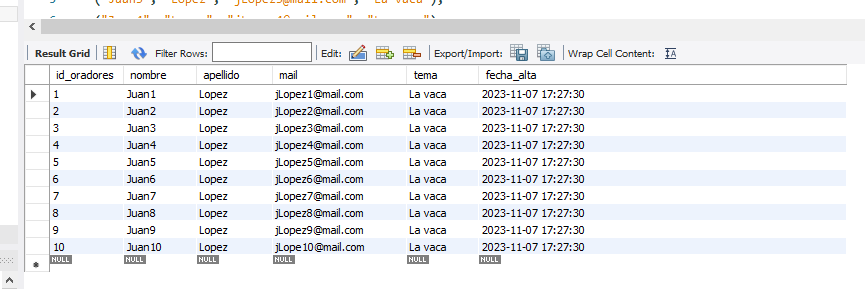 ("Juan5", "Lopez", "jLopez5@mail.com", "La vaca"),
Result Grid Filter Rows: Edit: Export/Import: Wrap Cell Content: IA
id_oradores nombre apellido mail tema fecha_alta
1 Juan1 Lopez jLopez1@mail.com La vaca 2023-11-07 17:27:30
2 Juan2 Lopez jLopez2@mail.com La vaca 2023-11-07 17:27:30
3 Juan3 Lopez jLopez3@mail.com La vaca 2023-11-07 17:27:30
4 Juan4 Lopez jLopez4@mail.com La vaca 2023-11-07 17:27:30
5 Juan5 Lopez jLopez5@mail.com La vaca 2023-11-07 17:27:30
6 Juan6 Lopez jLopez6@mail.com La vaca 2023-11-07 17:27:30
7 Juan7 Lopez jLopez7@mail.com La vaca 2023-11-07 17:27:30
8 Juan8 Lopez jLopez8@mail.com La vaca 2023-11-07 17:27:30
9 Juan9 Lopez jLopez9@mail.com La vaca 2023-11-07 17:27:30
10 Juan10 Lopez jLope10@mail.com La vaca 2023-11-07 17:27:30
NULL NULL NULL NULL NULL NULL